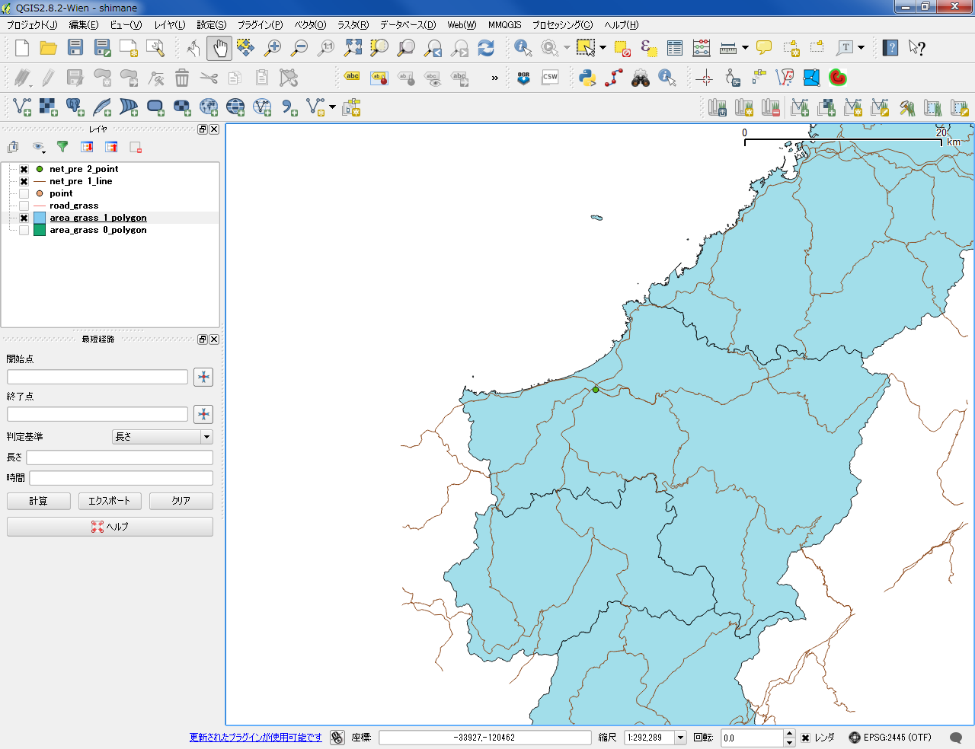 QGIS2.8.2-Wien - shimane
プロジェクト(J) 編集(E) ビュー(V) レイヤ(L) 設定(S) プラグイン(P) ベクタ(O) ラスタ(R) データベース(D) Web(W) MMQGIS プロセッシング(C) ヘルプ(H)
abc ab abc abc abc » CSW
レイヤ
net_pre 2_point
net_pre 1_line
point
road_grass
area_grass 1_polygon
area_grass 0_polygon
0 20 km
最短経路
開始点
終了点
判定基準 長さ
長さ
時間
計算 エクスポート クリア
ヘルプ
更新されたプラグインが使用可能です 座標: -33927,-120462 縮尺 1:292,289 回転: 0.0 レンダ EPSG:2445 (OTF)